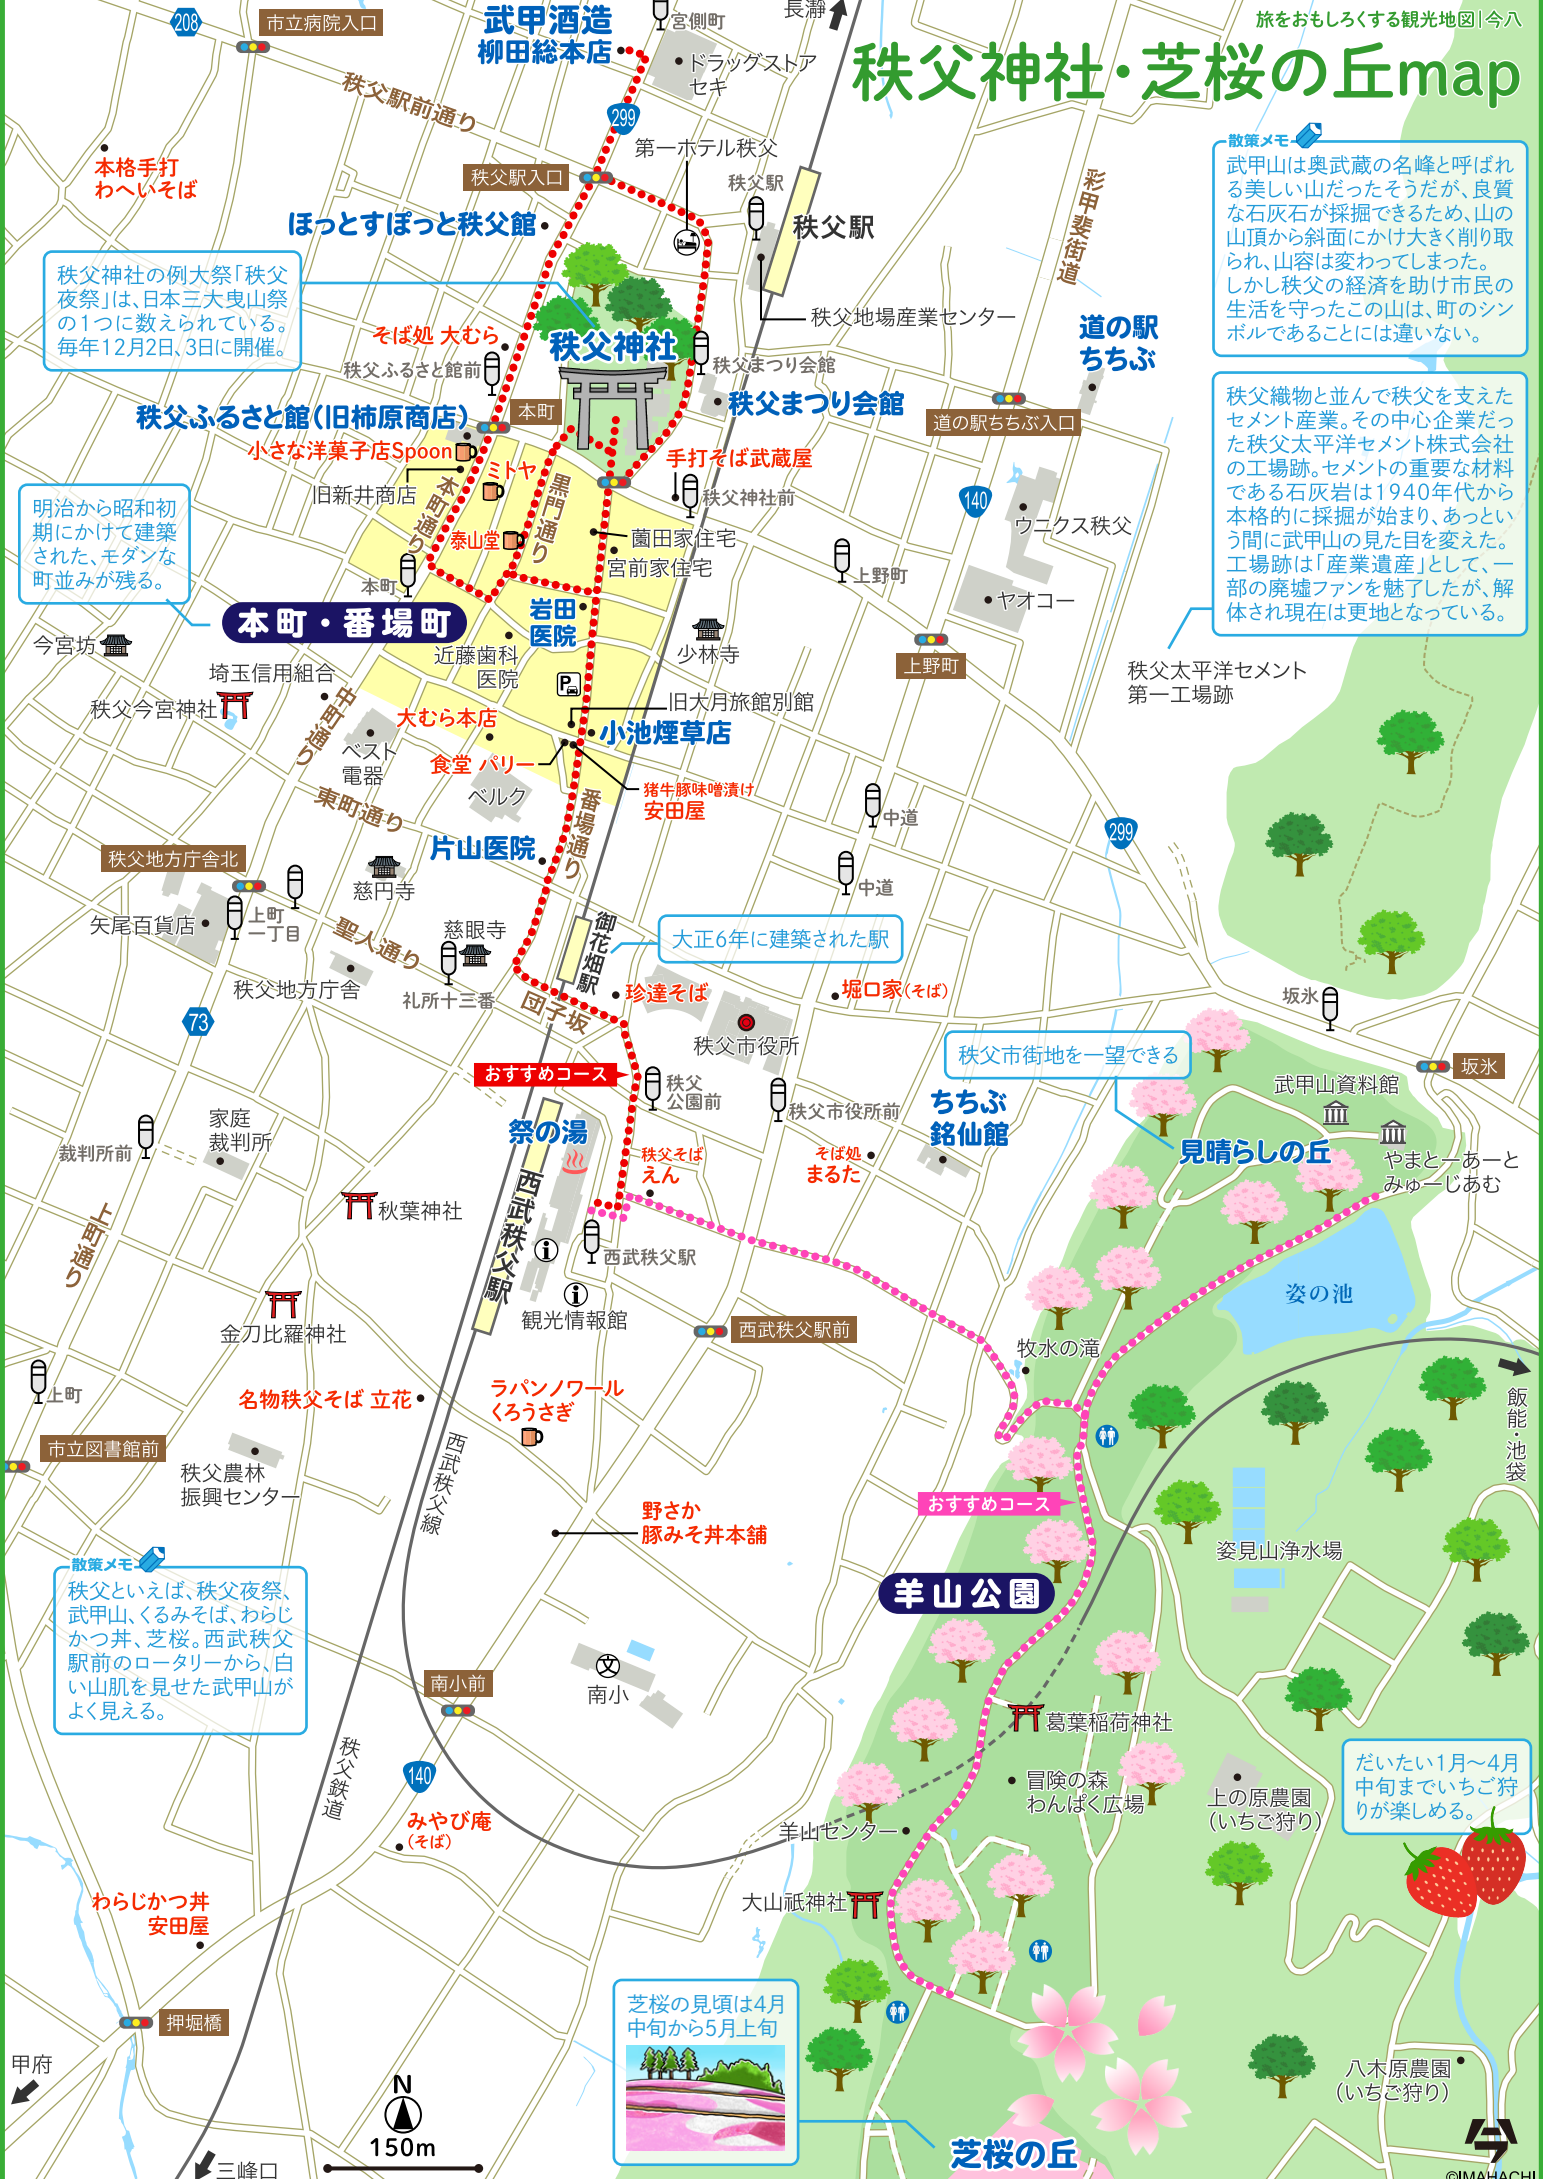 旅をおもしろくする観光地図|今八
秩父神社・芝桜の丘map
208
市立病院入口
武甲酒造
柳田総本店
宮側町
ドラッグストア
セキ
長瀞
秩父駅前通り
299
第一ホテル秩父
本格手打
わへいそば
秩父駅入口
秩父駅
秩父駅
彩甲斐街道
ほっとすぽっと秩父館
散策メモ
武甲山は奥武蔵の名峰と呼ばれ
る美しい山だったそうだが、良質
な石灰石が採掘できるため、山の
山頂から斜面にかけ大きく削り取
られ、山容は変わってしまった。
しかし秩父の経済を助け市民の
生活を守ったこの山は、町のシン
ボルであることには違いない。
秩父神社の例大祭「秩父
夜祭」は、日本三大曳山祭
の1つに数えられている。
毎年12月2日、3日に開催。
秩父地場産業センター
そば処 大むら
秩父ふるさと館前
秩父神社
秩父まつり会館
道の駅
ちちぶ
秩父まつり会館
秩父ふるさと館(旧柿原商店)
本町
道の駅ちちぶ入口
小さな洋菓子店Spoon
ミトヤ
手打そば武蔵屋
旧新井商店
本町通り
黒門通り
秩父神社前
140
ウニクス秩父
秩父織物と並んで秩父を支えた
セメント産業。その中心企業だっ
た秩父太平洋セメント株式会社
の工場跡。セメントの重要な材料
である石灰岩は1940年代から
本格的に採掘が始まり、あっとい
う間に武甲山の見た目を変えた。
工場跡は「産業遺産」として、一
部の廃墟ファンを魅了したが、解
体され現在は更地となっている。
明治から昭和初
期にかけて建築
された、モダンな
町並みが残る。
泰山堂
薗田家住宅
宮前家住宅
本町
上野町
ヤオコー
本町・番場町
岩田
医院
今宮坊
近藤歯科
医院
少林寺
上野町
秩父太平洋セメント
第一工場跡
埼玉信用組合
秩父今宮神社
中町通り
P
旧大月旅館別館
大むら本店
小池煙草店
ベスト
電器
食堂 パリー
猪牛豚味噌漬け
安田屋
東町通り
ベルク
番場通り
中道
299
秩父地方庁舎北
片山医院
慈円寺
中道
矢尾百貨店
上町
一丁目
聖人通り
慈眼寺
御花畑駅
大正6年に建築された駅
秩父地方庁舎
礼所十三番
団子坂
珍達そば
堀口家(そば)
坂氷
73
秩父市役所
秩父市街地を一望できる
坂氷
おすすめコース
秩父
公園前
武甲山資料館
秩父市役所前
ちちぶ
銘仙館
家庭
裁判所
裁判所前
祭の湯
見晴らしの丘
秩父そば
えん
そば処
まるた
やまとーあーと
みゅーじあむ
上町通り
秋葉神社
西武秩父駅
西武秩父駅
姿の池
金刀比羅神社
観光情報館
西武秩父駅前
牧水の滝
上町
名物秩父そば 立花
ラパンノワール
くろうさぎ
飯能・池袋
市立図書館前
西武秩父線
秩父農林
振興センター
おすすめコース
野さか
豚みそ丼本舗
姿見山浄水場
散策メモ
秩父といえば、秩父夜祭、
武甲山、くるみそば、わらじ
かつ丼、芝桜。西武秩父
駅前のロータリーから、白
い山肌を見せた武甲山が
よく見える。
羊山公園
南小前
文
南小
葛葉稲荷神社
秩父鉄道
140
冒険の森
わんぱく広場
上の原農園
(いちご狩り)
だいたい1月〜4月
中旬までいちご狩
りが楽しめる。
みやび庵
(そば)
羊山センター
わらじかつ丼
安田屋
大山祇神社
押堀橋
芝桜の見頃は4月
中旬から5月上旬
甲府
N
150m
八木原農園
(いちご狩り)
芝桜の丘
三峰口
©IMAHACHI